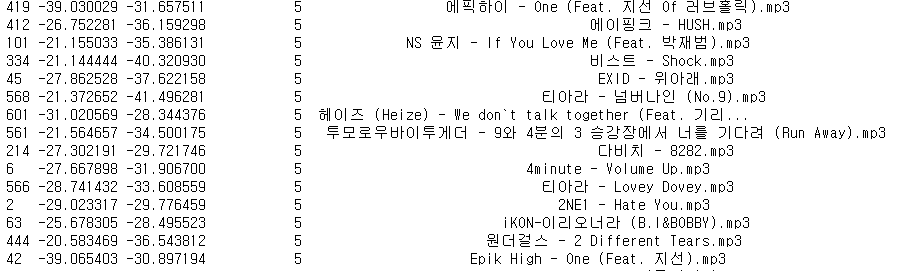 419 -39.030029 -31.657511 5 에픽하이 - One (Feat. 지선 Of 러브홀릭).mp3
412 -26.752281 -36.159298 5 에이핑크 - HUSH.mp3
101 -21.155033 -35.386131 5 NS 윤지 - If You Love Me (Feat. 박재범).mp3
334 -21.144444 -40.320930 5 비스트 - Shock.mp3
45 -27.862528 -37.622158 5 EXID - 위아래.mp3
568 -21.372652 -41.496281 5 티아라 - 넘버나인 (No.9).mp3
601 -31.020569 -28.344376 5 헤이즈 (Heize) - We don`t talk together (Feat. 기리...
561 -21.564657 -34.500175 5 투모로우바이투게더 - 9와 4분의 3 승강장에서 너를 기다려 (Run Away).mp3
214 -27.302191 -29.721746 5 다비치 - 8282.mp3
6 -27.667898 -31.906700 5 4minute - Volume Up.mp3
566 -28.741432 -33.608559 5 티아라 - Lovey Dovey.mp3
2 -29.023317 -29.776459 5 2NE1 - Hate You.mp3
63 -25.678305 -28.495523 5 iKON-이리오너라 (B.I&BOBBY).mp3
444 -20.583469 -36.543812 5 원더걸스 - 2 Different Tears.mp3
42 -39.065403 -30.897194 5 Epik High - One (Feat. 지선).mp3